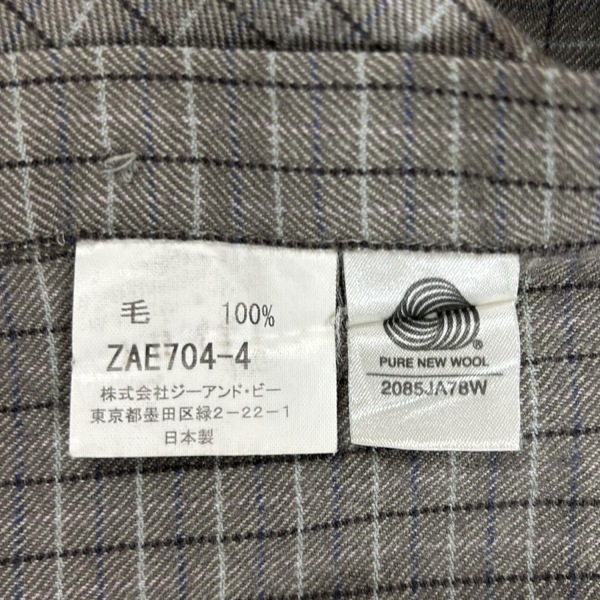 毛 100%
ZAE704-4
株式会社ジーアンド・ビー
東京都墨田区緑2-22-1
日本製
®
PURE NEW WOOL
2085JA78W